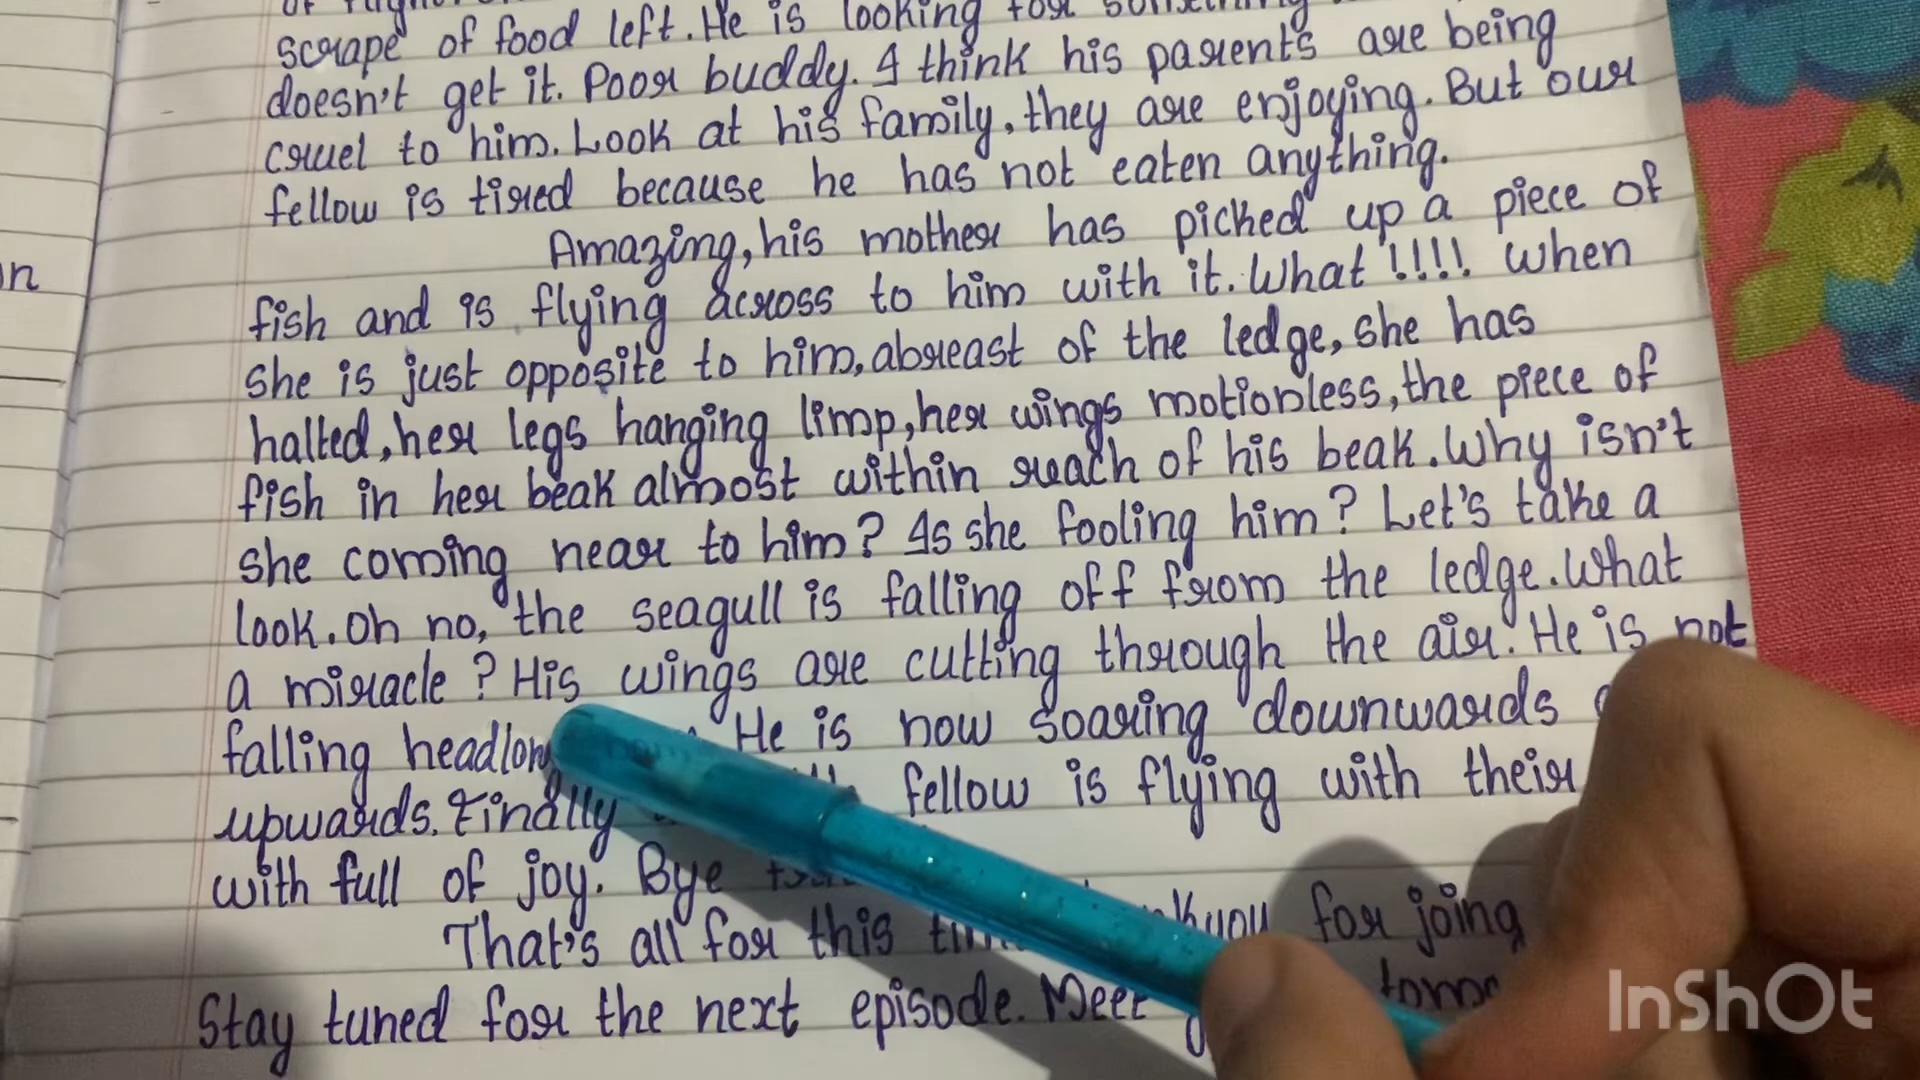 scrape of food left. He is looking for
doesn't get it. Poor buddy. I think his parents are being
cruel to him. Look at his family, they are enjoying. But our
fellow is tired because he has not eaten anything.
Amazing, his mother has picked up a piece of
fish and is flying across to him with it. What !!!! When
she is just opposite to him, abreast of the ledge, she has
halted, her legs hanging limp, her wings motionless, the piece of
fish in her beak almost within reach of his beak. Why isn't
she coming near to him? Is she fooling him? Let's take a
look. Oh no, the seagull is falling off from the ledge. What
a miracle? His wings are cutting through the air. He is not
falling He is now soaring downwards
upwards. Finally fellow is flying with their
with full of joy. Bye
That's all for this for joing
Stay tuned for the next episode. Meet
n
InShOt